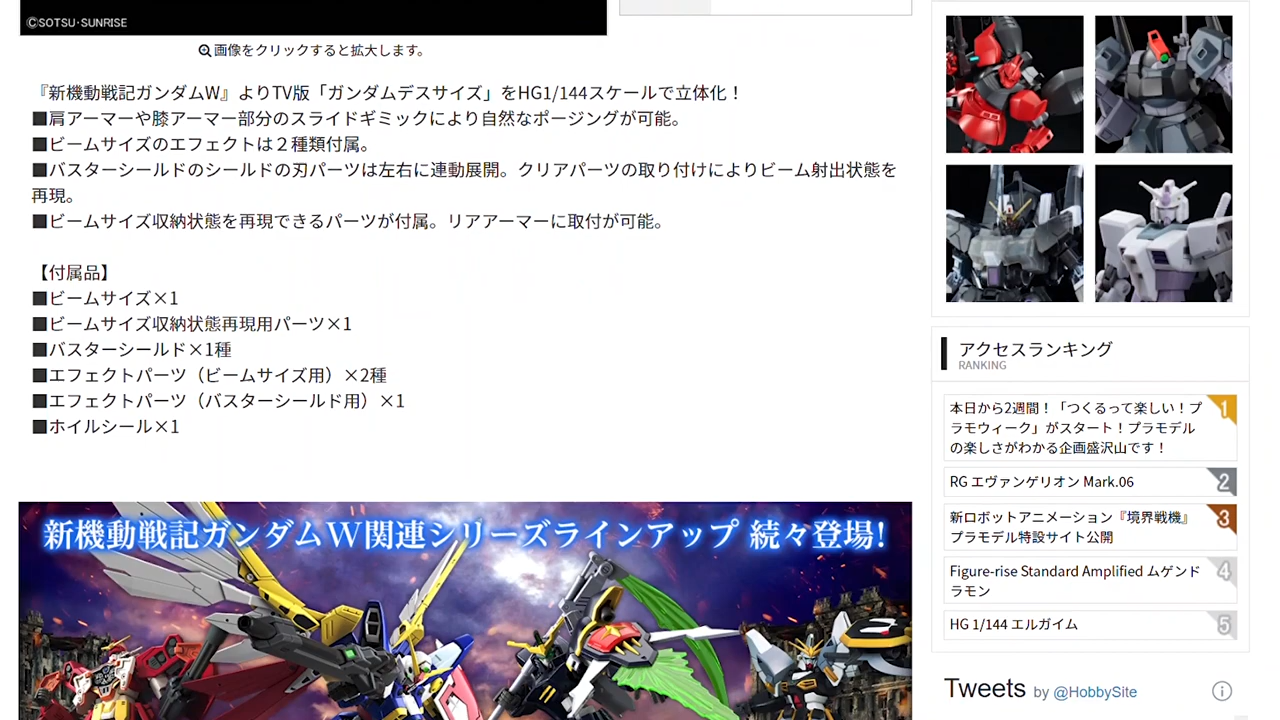 ©SOTSU･SUNRISE
画像をクリックすると拡大します。
『新機動戦記ガンダムW』よりTV版「ガンダムデスサイズ」をHG1/144スケールで立体化！
■肩アーマーや膝アーマー部分のスライドギミックにより自然なポージングが可能。
■ビームサイズのエフェクトは２種類付属。
■バスターシールドのシールドの刃パーツは左右に連動展開。クリアパーツの取り付けによりビーム射出状態を
再現。
■ビームサイズ収納状態を再現できるパーツが付属。リアアーマーに取付が可能。
【付属品】
■ビームサイズ×1
■ビームサイズ収納状態再現用パーツ×1
■バスターシールド×1種
■エフェクトパーツ（ビームサイズ用）×2種
■エフェクトパーツ（バスターシールド用）×1
■ホイルシール×1
新機動戦記ガンダムW関連シリーズラインアップ 続々登場!
アクセスランキング
RANKING
本日から2週間！「つくるって楽しい！プ
ラモウィーク」がスタート！プラモデル
の楽しさがわかる企画盛沢山です！
1
RG エヴァンゲリオン Mark.06
2
新ロボットアニメーション『境界戦機』
プラモデル特設サイト公開
3
Figure-rise Standard Amplified ムゲンド
ラモン
4
HG 1/144 エルガイム
5
Tweets by @HobbySite